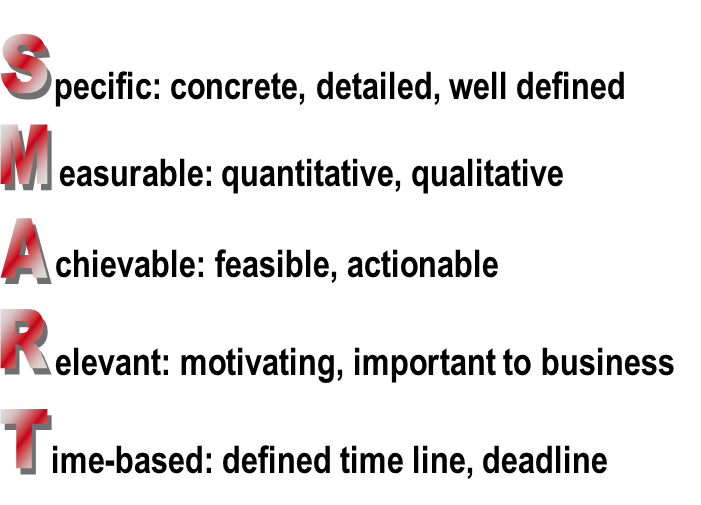 Specific: concrete, detailed, well defined
Measurable: quantitative, qualitative
Achievable: feasible, actionable
Relevant: motivating, important to business
Time-based: defined time line, deadline